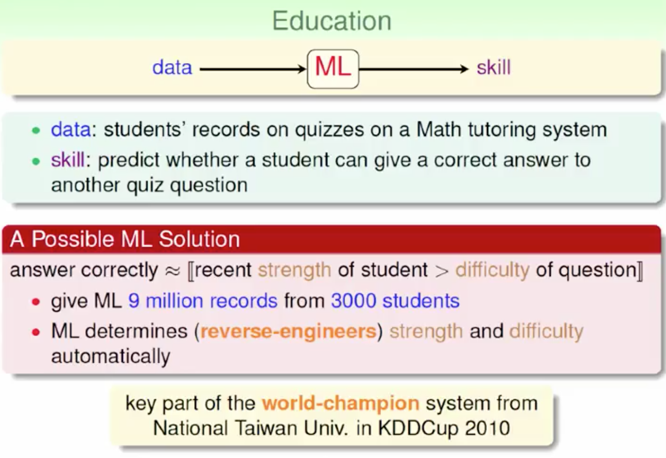 Education
data ML skill
• data: students' records on quizzes on a Math tutoring system
• skill: predict whether a student can give a correct answer to
another quiz question
A Possible ML Solution
answer correctly ≈ ⟦recent strength of student > difficulty of question⟧
• give ML 9 million records from 3000 students
• ML determines (reverse-engineers) strength and difficulty
automatically
key part of the world-champion system from
National Taiwan Univ. in KDDCup 2010